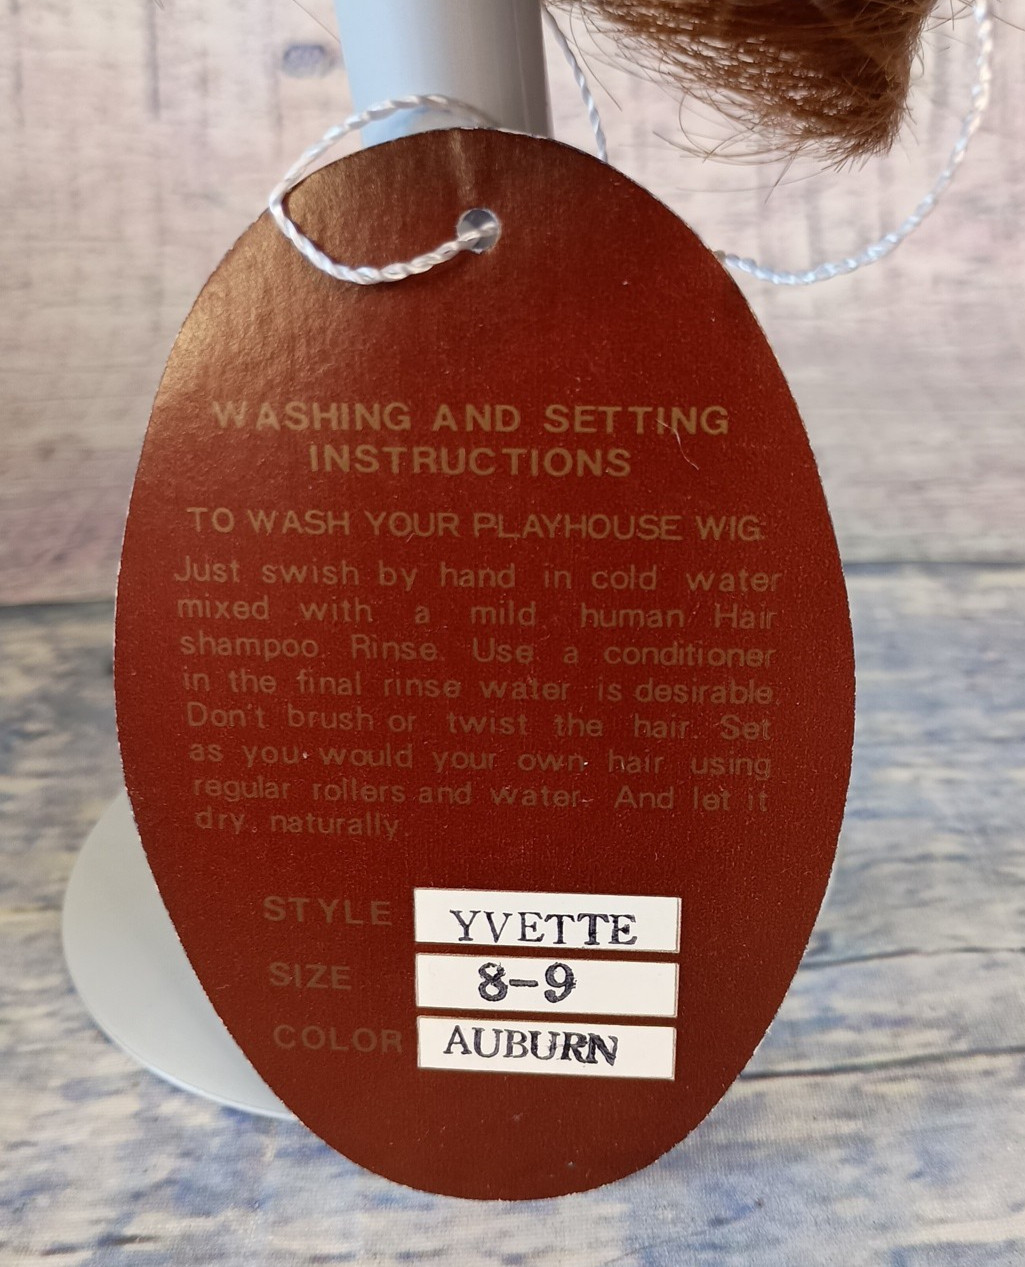 WASHING AND SETTING
INSTRUCTIONS
TO WASH YOUR PLAYHOUSE WIG:
Just swish by hand in cold water
mixed with a mild human Hair
shampoo. Rinse. Use a conditioner
in the final rinse water is desirable.
Don't brush or twist the hair. Set
as you would your own hair using
regular rollers and water. And let it
dry naturally.
STYLE YVETTE
SIZE 8-9
COLOR AUBURN